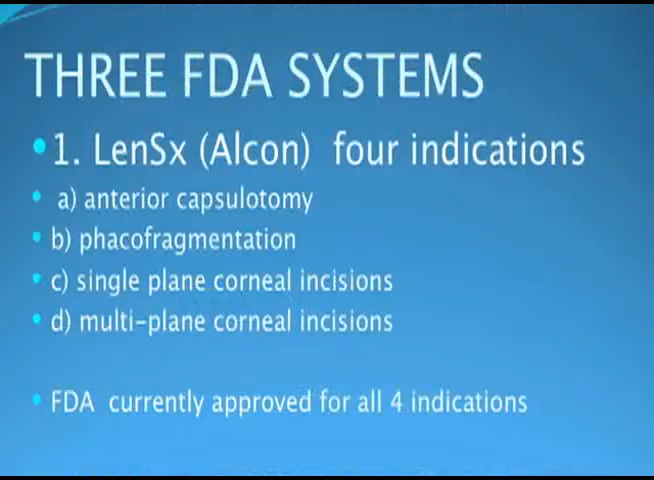 THREE FDA SYSTEMS
• 1. LenSx (Alcon) four indications
• a) anterior capsulotomy
• b) phacofragmentation
• c) single plane corneal incisions
• d) multi-plane corneal incisions
• FDA currently approved for all 4 indications